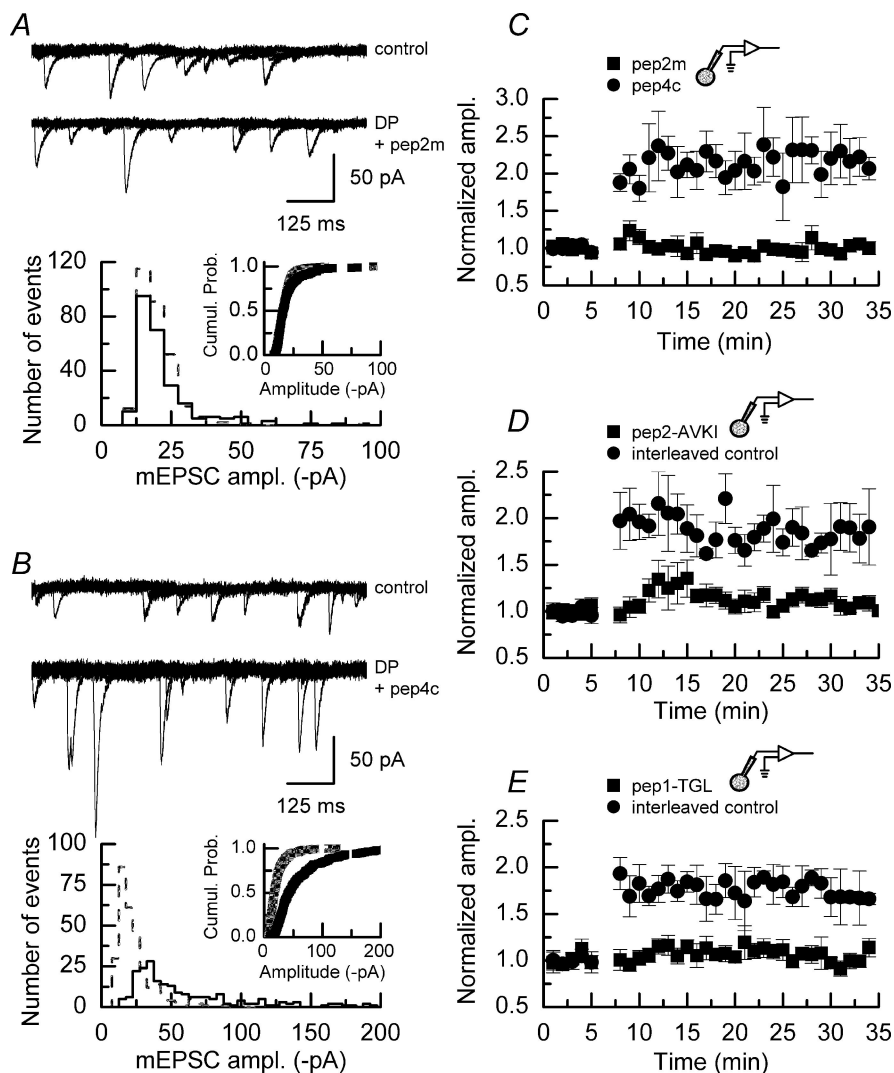 A
control
DP
+ pep2m
50 pA
125 ms
120
80
40
0
Number of events
0 25 50 75 100
mEPSC ampl. (-pA)
1.0
0.5
0.0
Cumul. Prob.
0 50 100
Amplitude (-pA)
B
control
DP
+ pep4c
50 pA
125 ms
100
75
50
25
0
Number of events
0 50 100 150 200
mEPSC ampl. (-pA)
1.0
0.5
0.0
Cumul. Prob.
0 100 200
Amplitude (-pA)
C
pep2m
pep4c
3.0
2.5
2.0
1.5
1.0
0.5
Normalized ampl.
0 5 10 15 20 25 30 35
Time (min)
D
pep2-AVKI
interleaved control
2.5
2.0
1.5
1.0
0.5
Normalized ampl.
0 5 10 15 20 25 30 35
Time (min)
E
pep1-TGL
interleaved control
2.5
2.0
1.5
1.0
0.5
Normalized ampl.
0 5 10 15 20 25 30 35
Time (min)